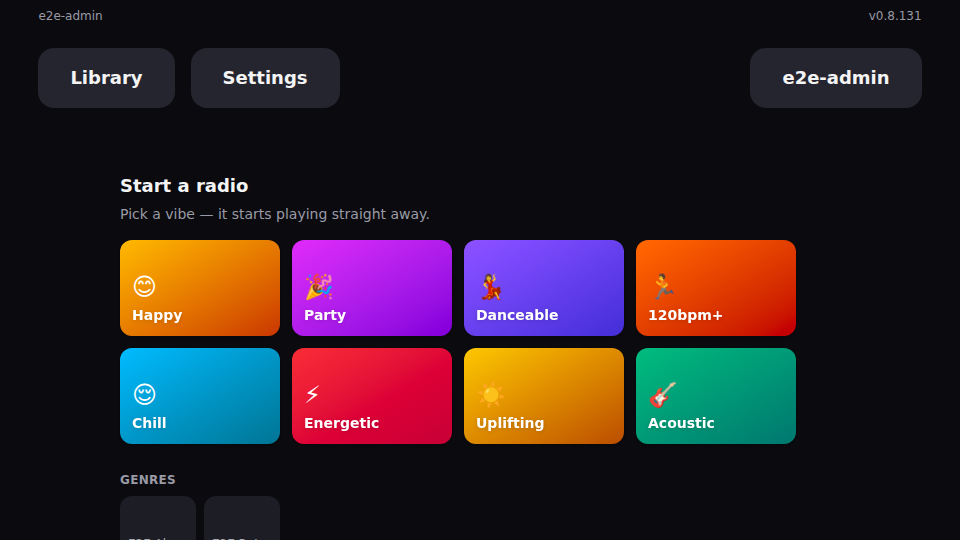 e2e-admin v0.8.131
Library Settings e2e-admin
Start a radio
Pick a vibe — it starts playing straight away.
Happy Party Danceable 120bpm+
Chill Energetic Uplifting Acoustic
GENRES